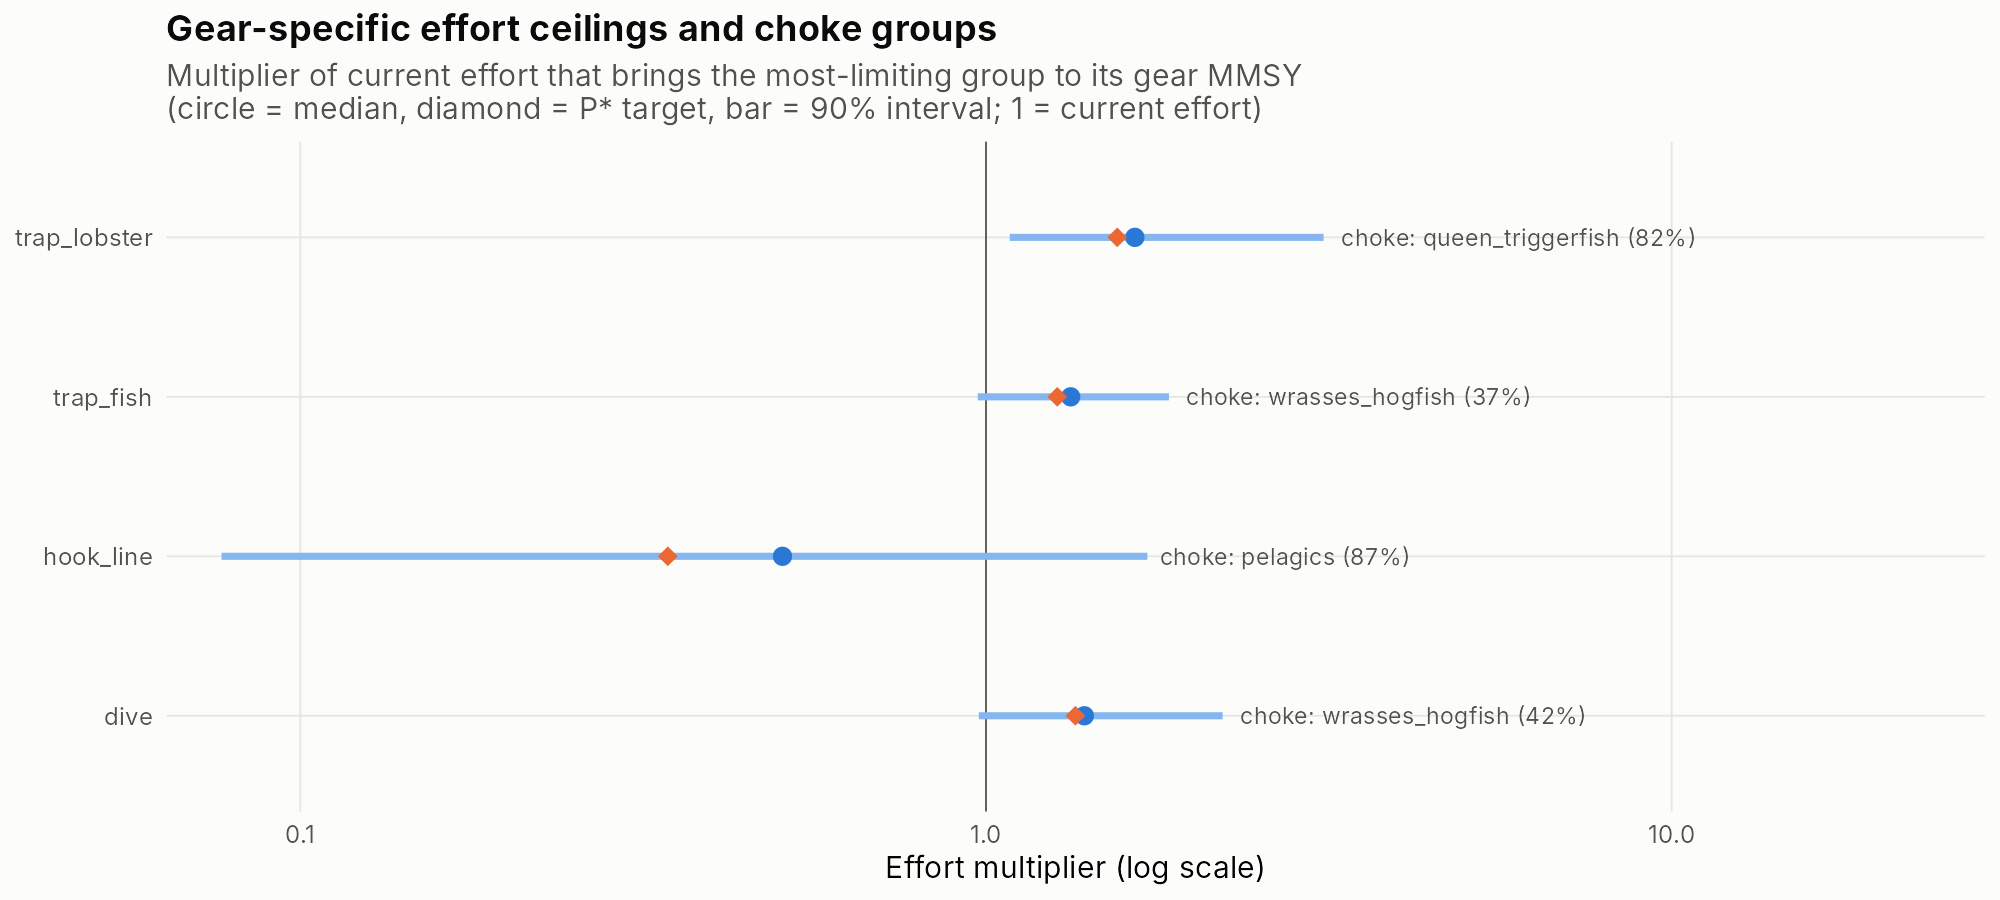 Gear-specific effort ceilings and choke groups
Multiplier of current effort that brings the most-limiting group to its gear MMSY
(circle = median, diamond = P* target, bar = 90% interval; 1 = current effort)
trap_lobster
choke: queen_triggerfish (82%)
trap_fish
choke: wrasses_hogfish (37%)
hook_line
choke: pelagics (87%)
dive
choke: wrasses_hogfish (42%)
0.1
1.0
10.0
Effort multiplier (log scale)